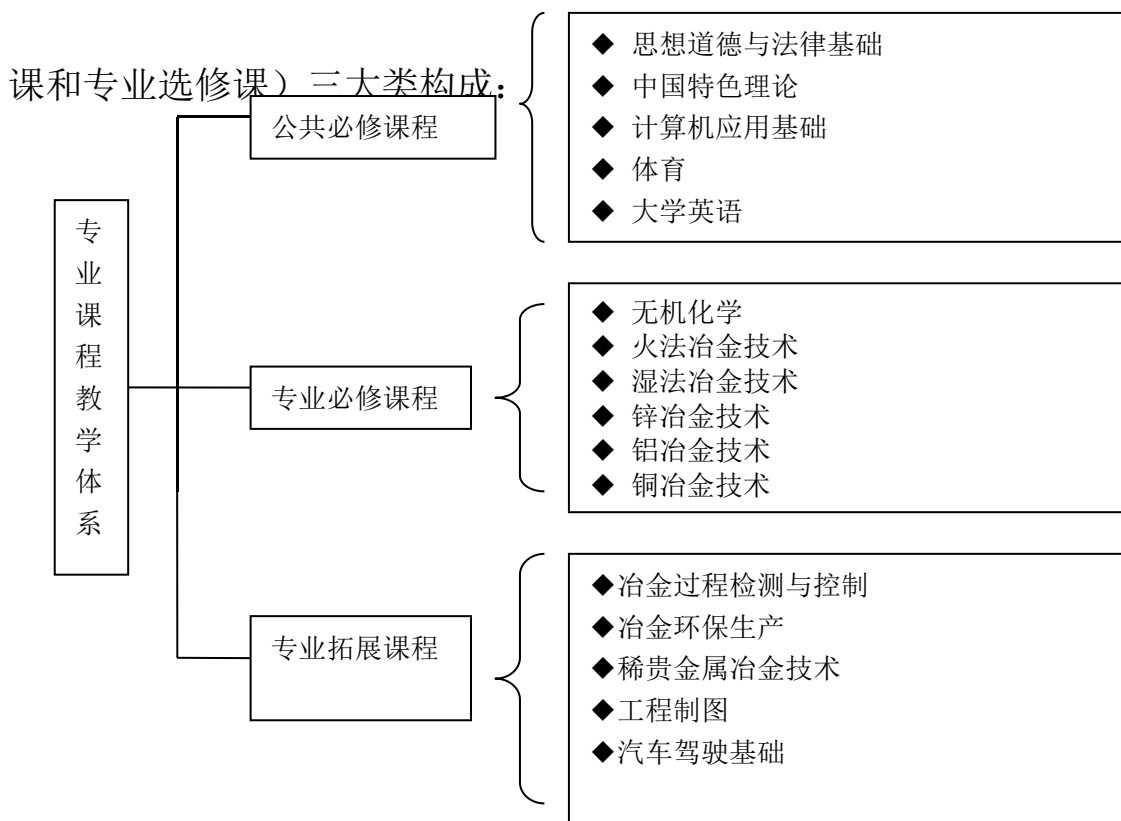 课和专业选修课）三大类构成：
专业课程教学体系
公共必修课程
◆ 思想道德与法律基础
◆ 中国特色理论
◆ 计算机应用基础
◆ 体育
◆ 大学英语
专业必修课程
◆ 无机化学
◆ 火法冶金技术
◆ 湿法冶金技术
◆ 锌冶金技术
◆ 铝冶金技术
◆ 铜冶金技术
专业拓展课程
◆冶金过程检测与控制
◆冶金环保生产
◆稀贵金属冶金技术
◆工程制图
◆汽车驾驶基础